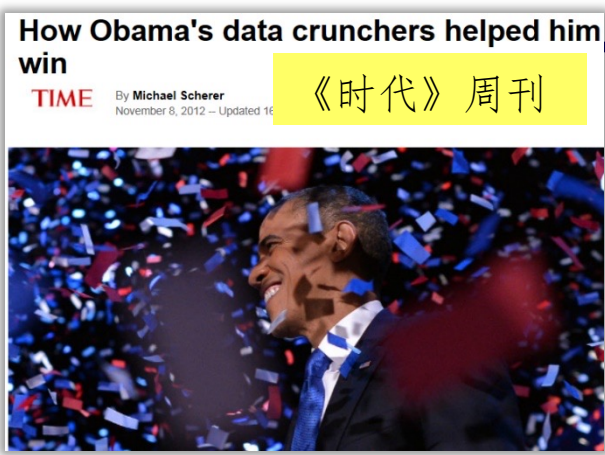 How Obama's data crunchers helped him
win
TIME
By Michael Scherer
November 8, 2012 -- Updated 16
《时代》周刊